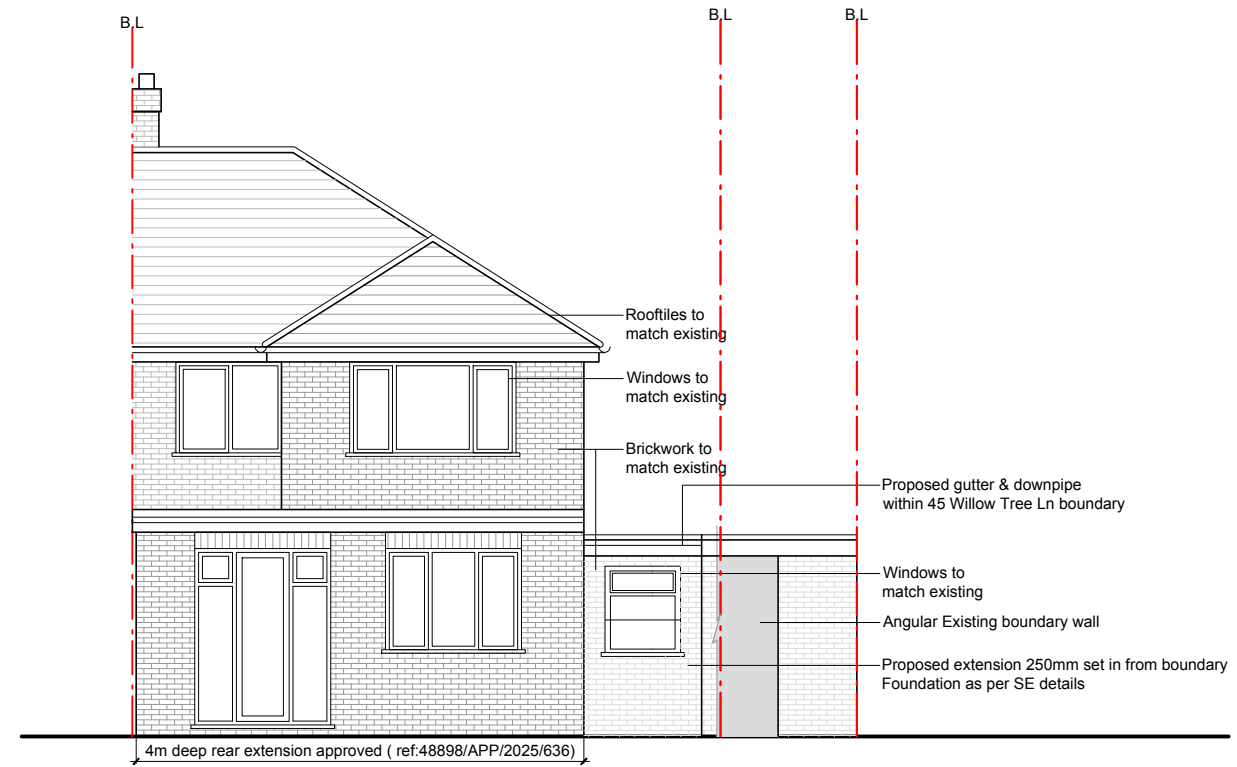 B.L
B.L
B.L
Rooftiles to
match existing
Windows to
match existing
Brickwork to
match existing
Proposed gutter & downpipe
within 45 Willow Tree Ln boundary
Windows to
match existing
Angular Existing boundary wall
Proposed extension 250mm set in from boundary
Foundation as per SE details
4m deep rear extension approved ( ref:48898/APP/2025/636)